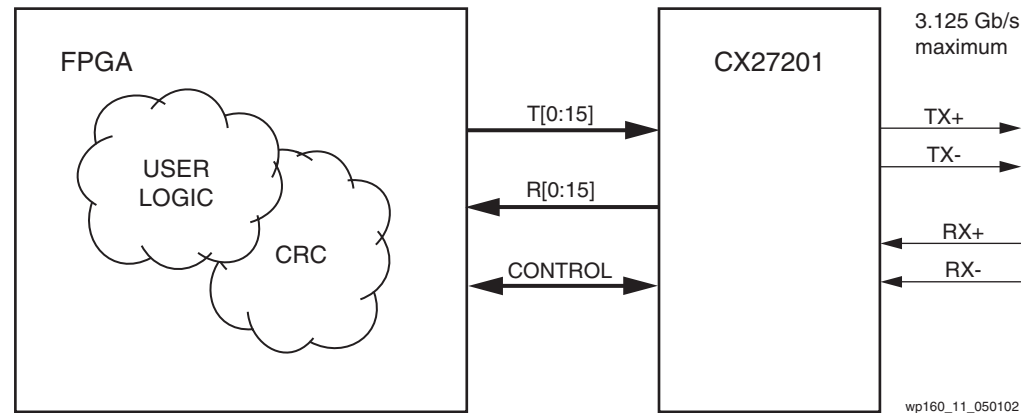 3.125 Gb/s
maximum
FPGA
CX27201
USER
LOGIC
CRC
T[0:15]
R[0:15]
CONTROL
TX+
TX-
RX+
RX-
wp160_11_050102